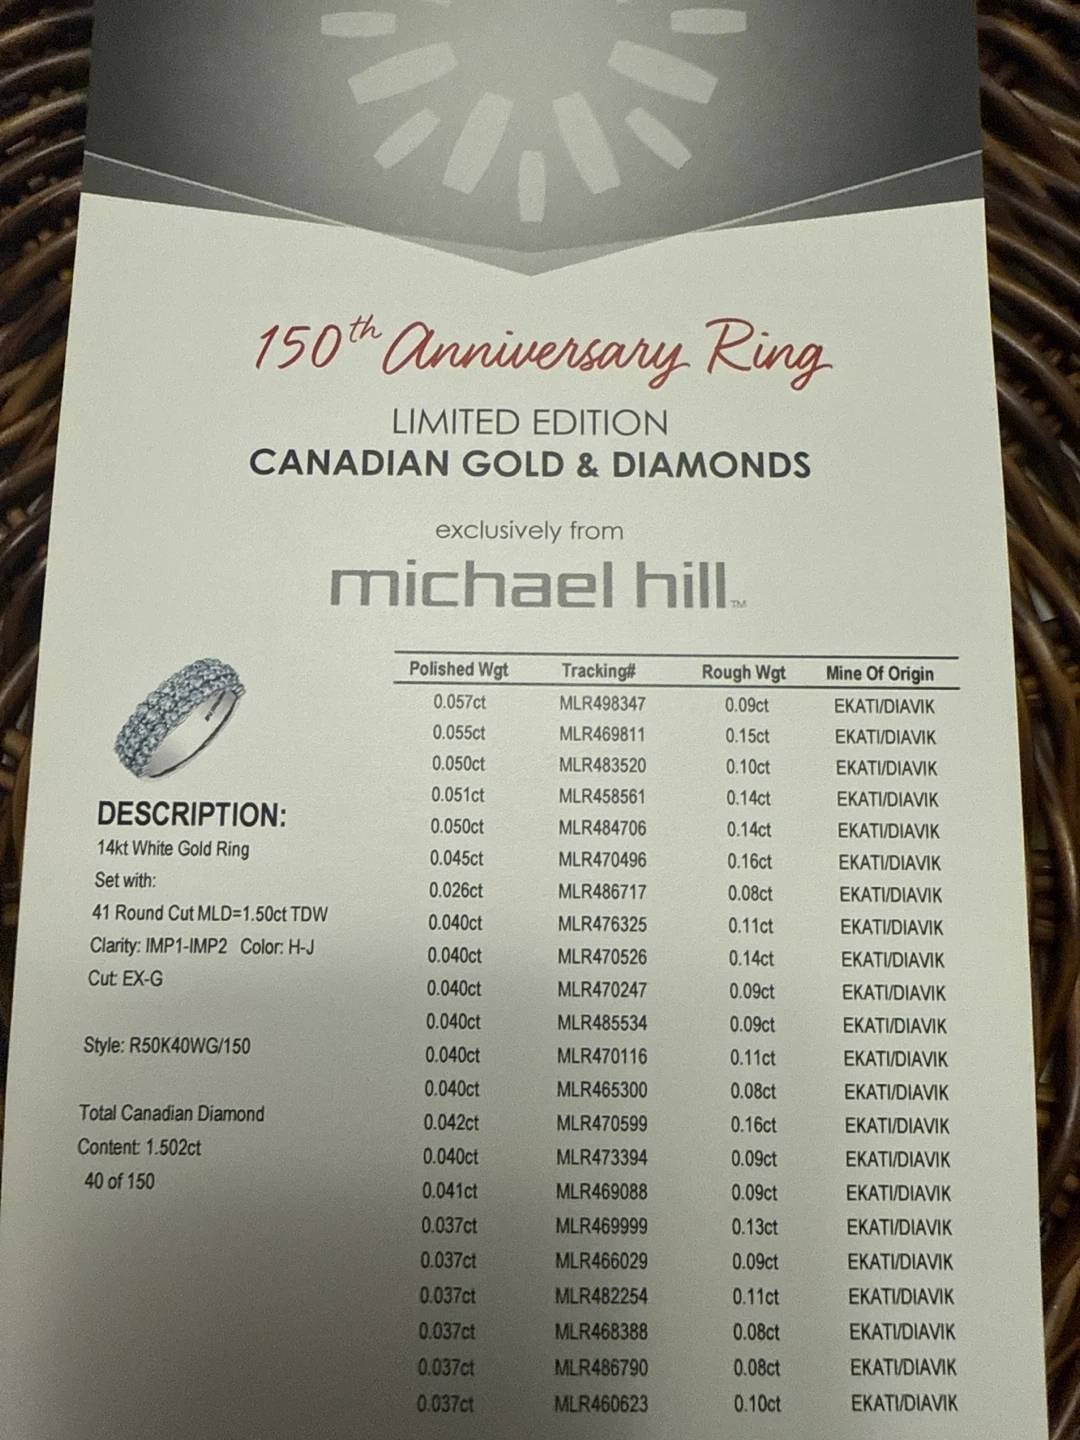 150th Anniversary Ring
LIMITED EDITION
CANADIAN GOLD & DIAMONDS
exclusively from
michael hill™
Polished Wgt Tracking# Rough Wgt Mine Of Origin
0.057ct MLR498347 0.09ct EKATI/DIAVIK
0.055ct MLR469811 0.15ct EKATI/DIAVIK
0.050ct MLR483520 0.10ct EKATI/DIAVIK
0.051ct MLR458561 0.14ct EKATI/DIAVIK
0.050ct MLR484706 0.14ct EKATI/DIAVIK
0.045ct MLR470496 0.16ct EKATI/DIAVIK
0.026ct MLR486717 0.08ct EKATI/DIAVIK
0.040ct MLR476325 0.11ct EKATI/DIAVIK
0.040ct MLR470526 0.14ct EKATI/DIAVIK
0.040ct MLR470247 0.09ct EKATI/DIAVIK
0.040ct MLR485534 0.09ct EKATI/DIAVIK
0.040ct MLR470116 0.11ct EKATI/DIAVIK
0.040ct MLR465300 0.08ct EKATI/DIAVIK
0.042ct MLR470599 0.16ct EKATI/DIAVIK
0.040ct MLR473394 0.09ct EKATI/DIAVIK
0.041ct MLR469088 0.09ct EKATI/DIAVIK
0.037ct MLR469999 0.13ct EKATI/DIAVIK
0.037ct MLR466029 0.09ct EKATI/DIAVIK
0.037ct MLR482254 0.11ct EKATI/DIAVIK
0.037ct MLR468388 0.08ct EKATI/DIAVIK
0.037ct MLR486790 0.08ct EKATI/DIAVIK
0.037ct MLR460623 0.10ct EKATI/DIAVIK
DESCRIPTION:
14kt White Gold Ring
Set with:
41 Round Cut MLD=1.50ct TDW
Clarity: IMP1-IMP2 Color: H-J
Cut: EX-G
Style: R50K40WG/150
Total Canadian Diamond
Content: 1.502ct
40 of 150